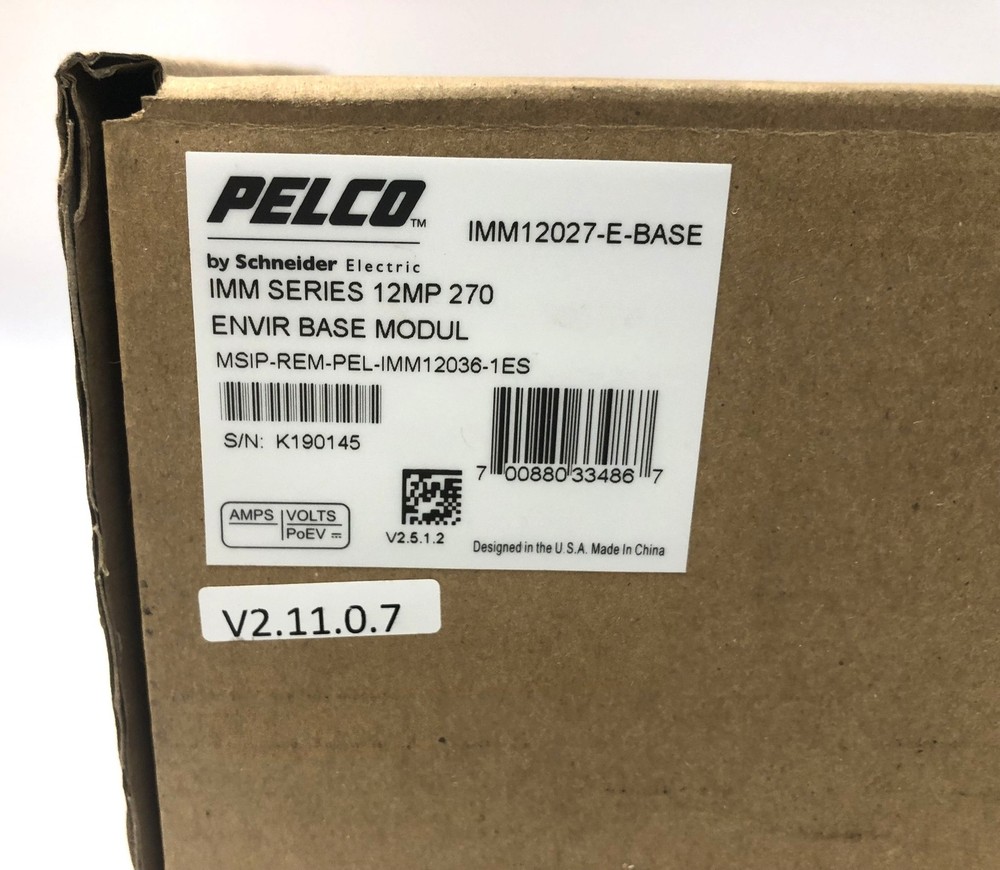 PELCO™
IMM12027-E-BASE
by Schneider Electric
IMM SERIES 12MP 270
ENVIR BASE MODUL
MSIP-REM-PEL-IMM12036-1ES
S/N: K190145
7 00880 33486 7
AMPS VOLTS
PoEV ⎓
V2.5.1.2
Designed in the U.S.A. Made In China
V2.11.0.7